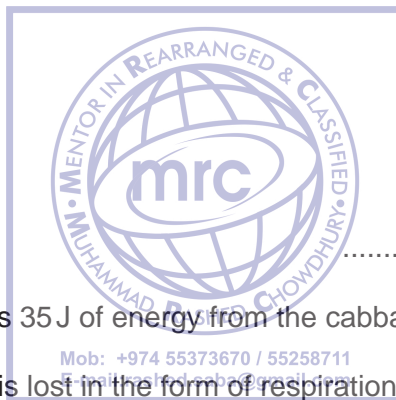 MENTOR IN REARRANGED & CLASSIFIED
mrc
MUHAMMAD RASHED CHOWDHURY
s 35 J of energy from the cabba
Mob: +974 55373670 / 55258711
E-mail:rashed.saba@gmail.com
is lost in the form of respiration